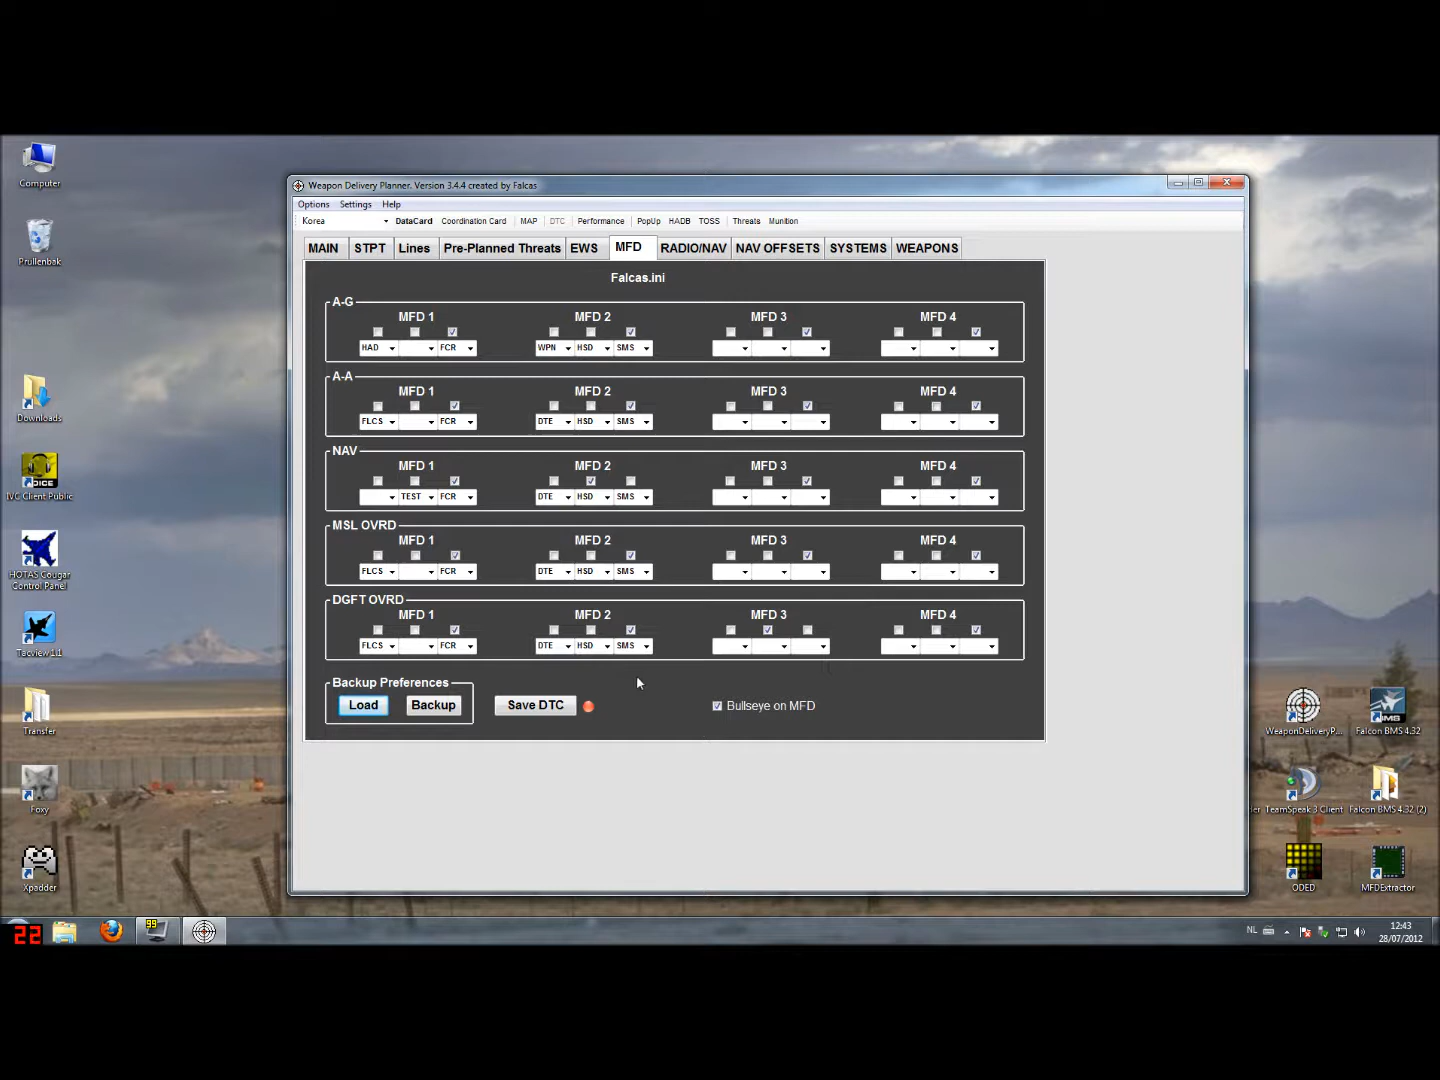 Computer
Prullenbak
Downloads
IVC Client Public
HOTAS Cougar
Control Panel
Tacview1.1
Transfer
Foxy
Xpadder
Weapon Delivery Planner. Version 3.4.4 created by Falcas
Options Settings Help
Korea DataCard Coordination Card MAP DTC Performance PopUp HADB TOSS Threats Munition
MAIN STPT Lines Pre-Planned Threats EWS MFD RADIO/NAV NAV OFFSETS SYSTEMS WEAPONS
Falcas.ini
A-G
MFD 1 MFD 2 MFD 3 MFD 4
HAD FCR WPN HSD SMS
A-A
MFD 1 MFD 2 MFD 3 MFD 4
FLCS FCR DTE HSD SMS
NAV
MFD 1 MFD 2 MFD 3 MFD 4
TEST FCR DTE HSD SMS
MSL OVRD
MFD 1 MFD 2 MFD 3 MFD 4
FLCS FCR DTE HSD SMS
DGFT OVRD
MFD 1 MFD 2 MFD 3 MFD 4
FLCS FCR DTE HSD SMS
Backup Preferences
Load Backup Save DTC Bullseye on MFD
WeaponDeliveryP... Falcon BMS 4.32
TeamSpeak 3 Client Falcon BMS 4.32 (2)
ODED MFDExtractor
22
99
NL
12:43
28/07/2012